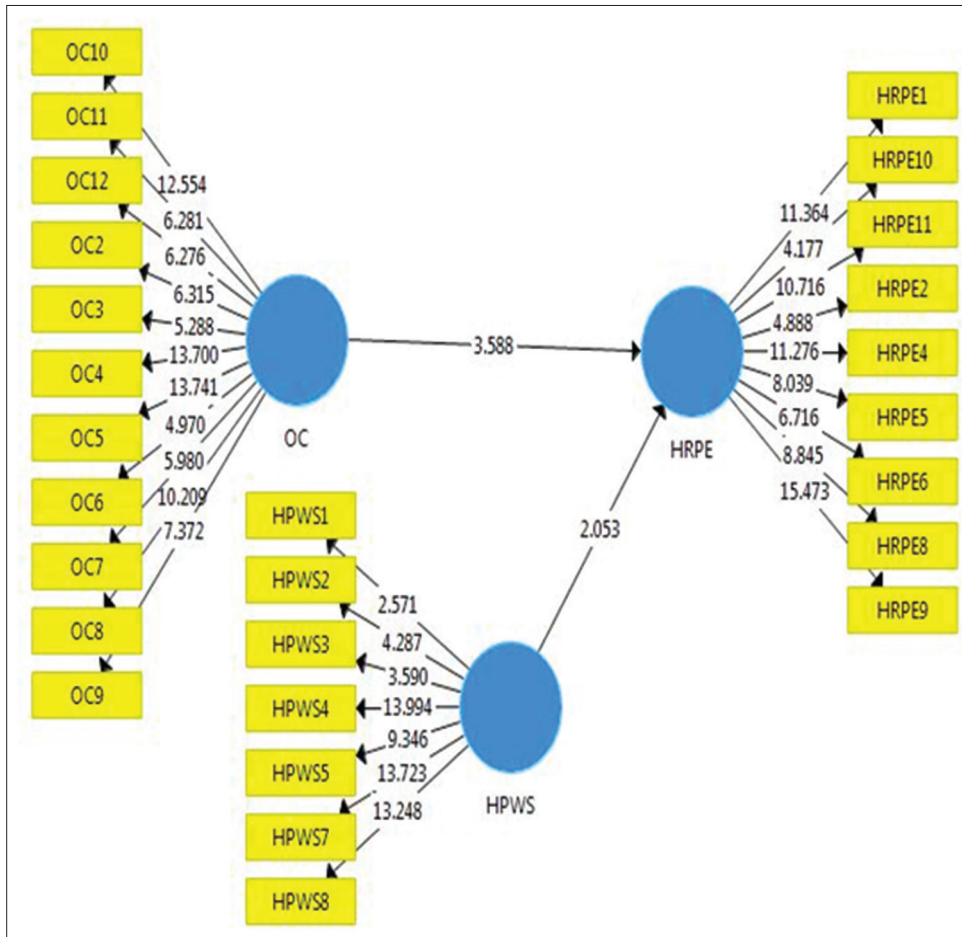 OC10
OC11
OC12
OC2
OC3
OC4
OC5
OC6
OC7
OC8
OC9
12.554
6.281
6.276
6.315
5.288
13.700
13.741
4.970
5.980
10.209
7.372
OC
3.588
HPWS1
HPWS2
HPWS3
HPWS4
HPWS5
HPWS7
HPWS8
2.571
4.287
3.590
13.994
9.346
13.723
13.248
HPWS
2.053
HRPE
11.364
4.177
10.716
4.888
11.276
8.039
6.716
8.845
15.473
HRPE1
HRPE10
HRPE11
HRPE2
HRPE4
HRPE5
HRPE6
HRPE8
HRPE9